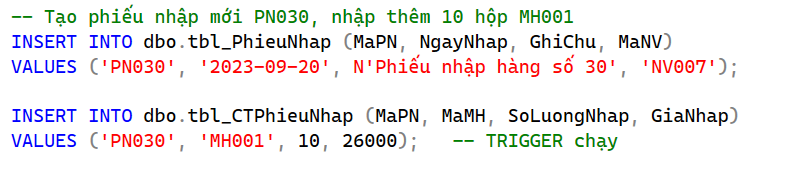 -- Tạo phiếu nhập mới PN030, nhập thêm 10 hộp MH001
INSERT INTO dbo.tbl_PhieuNhap (MaPN, NgayNhap, GhiChu, MaNV)
VALUES ('PN030', '2023-09-20', N'Phiếu nhập hàng số 30', 'NV007');
INSERT INTO dbo.tbl_CTPhieuNhap (MaPN, MaMH, SoLuongNhap, GiaNhap)
VALUES ('PN030', 'MH001', 10, 26000);   -- TRIGGER chạy